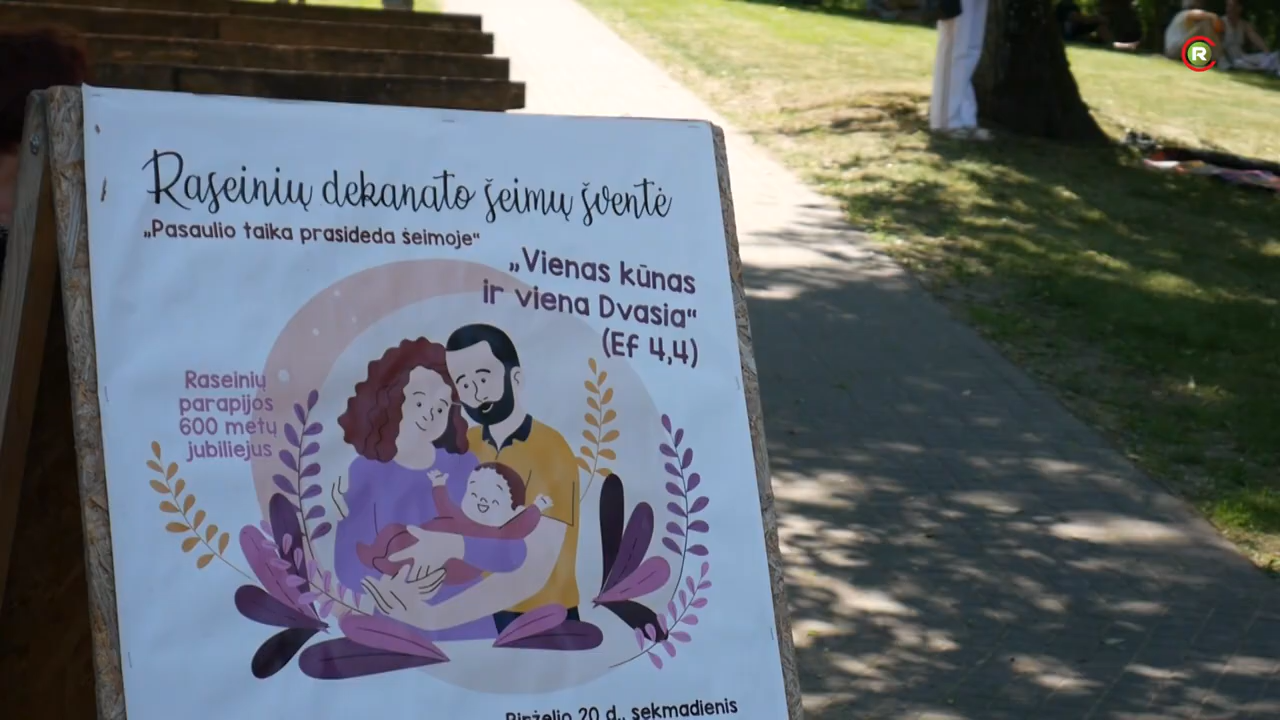 Raseinių dekanato šeimų šventė
„Pasaulio taika prasideda šeimoje“
„Vienas kūnas
ir viena Dvasia“
(Ef 4,4)
Raseinių
parapijos
600 metų
jubiliejus
Birželio 20 d., sekmadienis
R